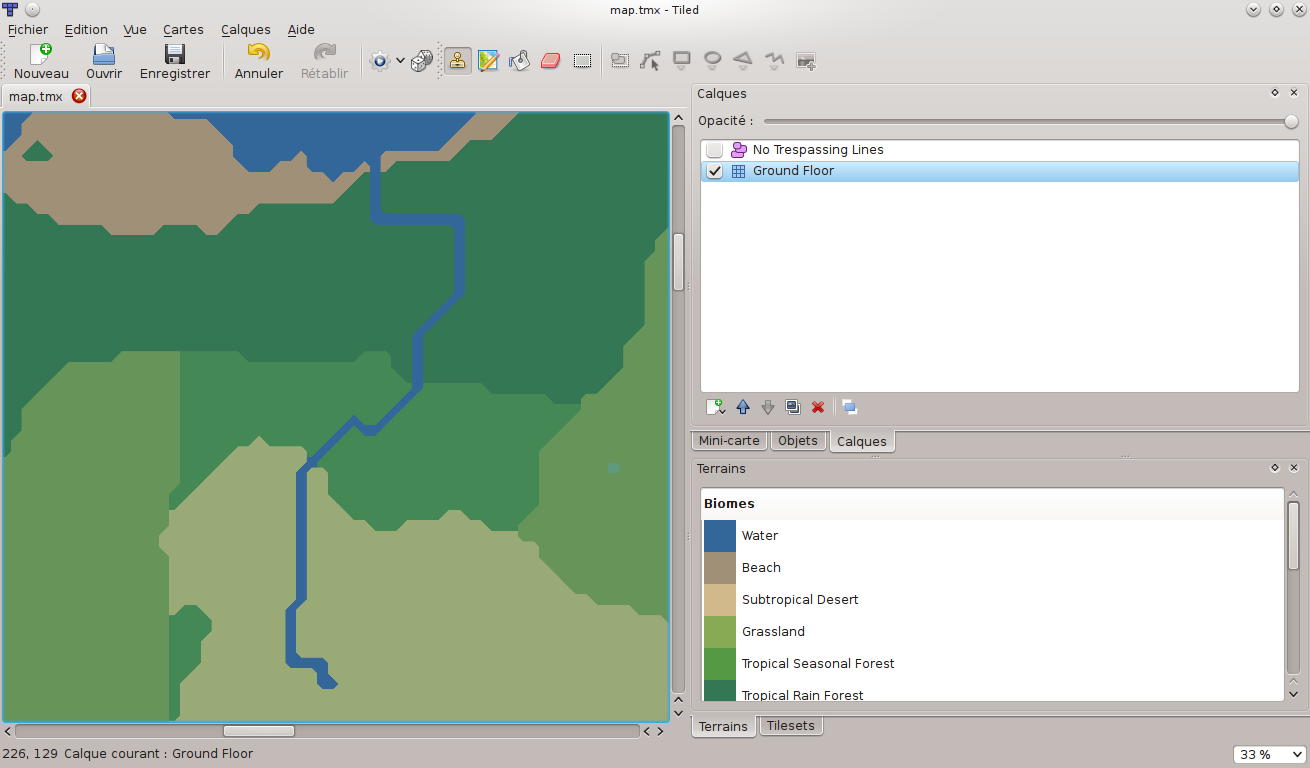 map.tmx - Tiled
Fichier Edition Vue Cartes Calques Aide
Nouveau Ouvrir Enregistrer Annuler Rétablir
map.tmx
Calques
Opacité :
No Trespassing Lines
Ground Floor
Mini-carte Objets Calques
Terrains
Biomes
Water
Beach
Subtropical Desert
Grassland
Tropical Seasonal Forest
Tropical Rain Forest
Terrains Tilesets
226, 129 Calque courant : Ground Floor
33 %